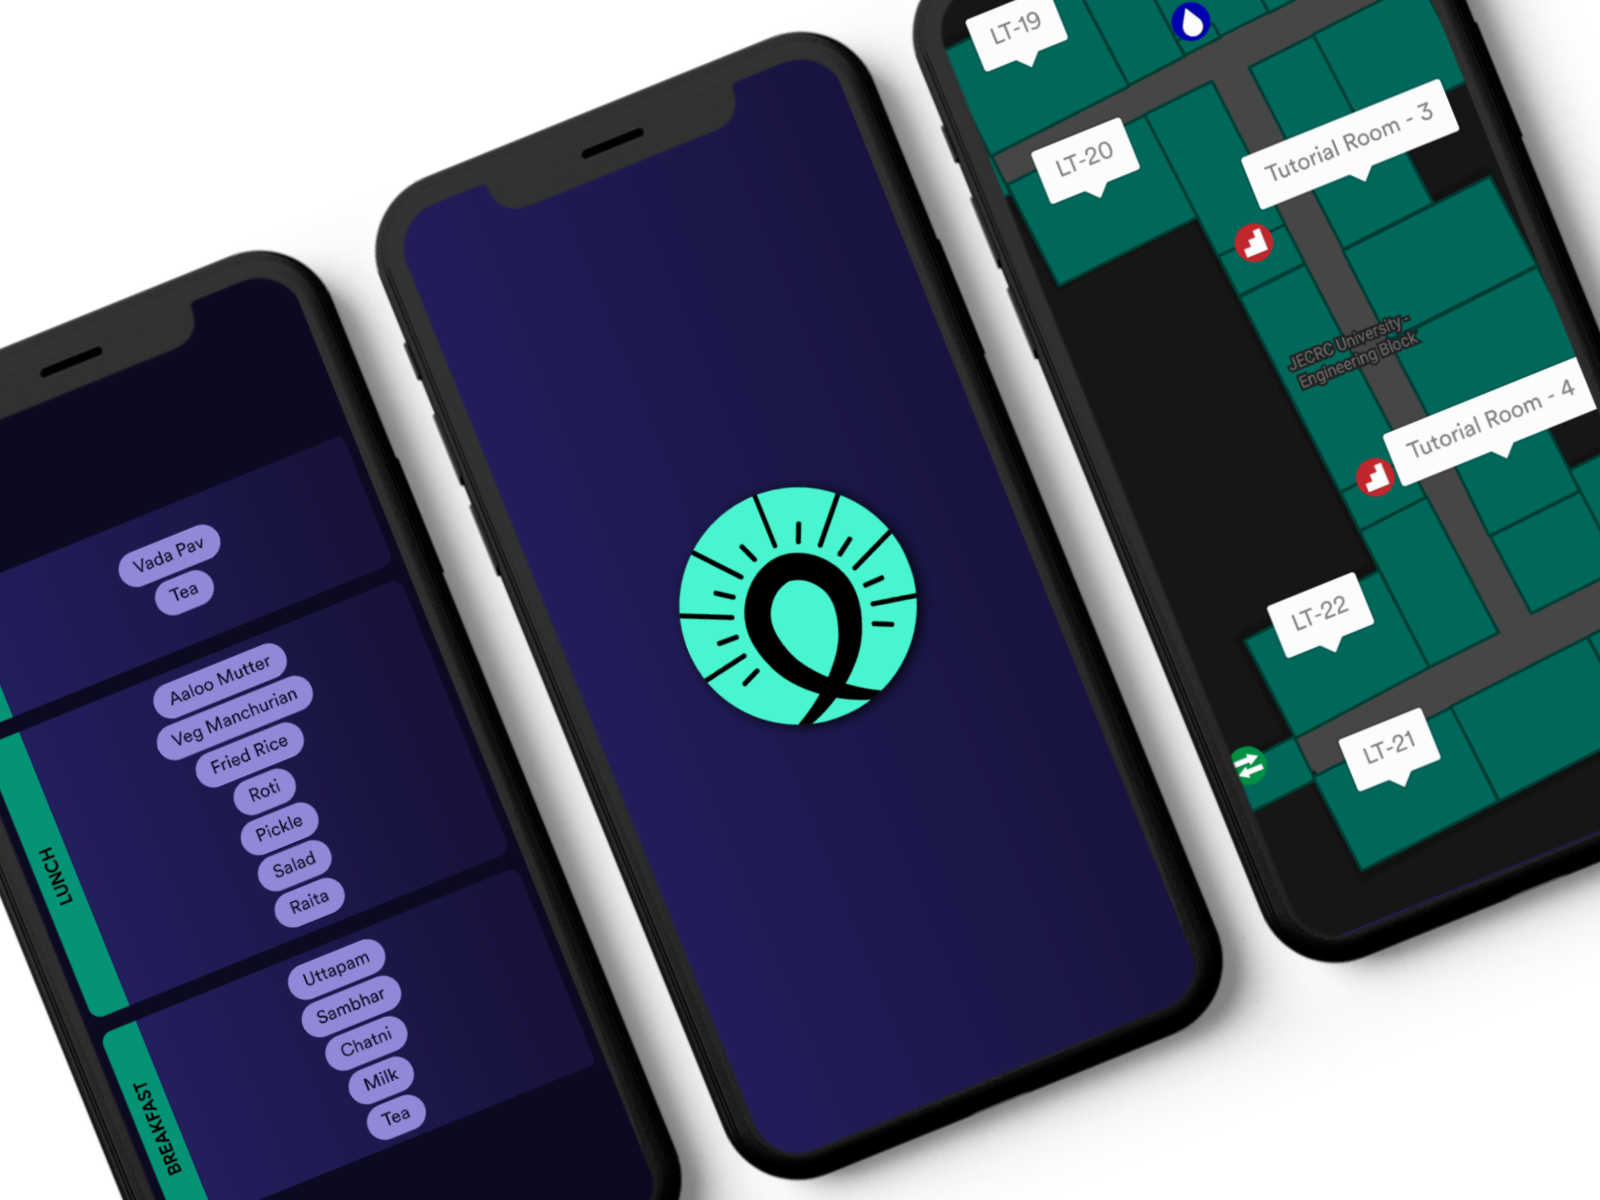 Vada Pav
Tea
LUNCH
Aaloo Mutter
Veg Manchurian
Fried Rice
Roti
Pickle
Salad
Raita
BREAKFAST
Uttapam
Sambhar
Chatni
Milk
Tea
LT-19
LT-20
Tutorial Room - 3
JECRC University -
Engineering Block
Tutorial Room - 4
LT-22
LT-21